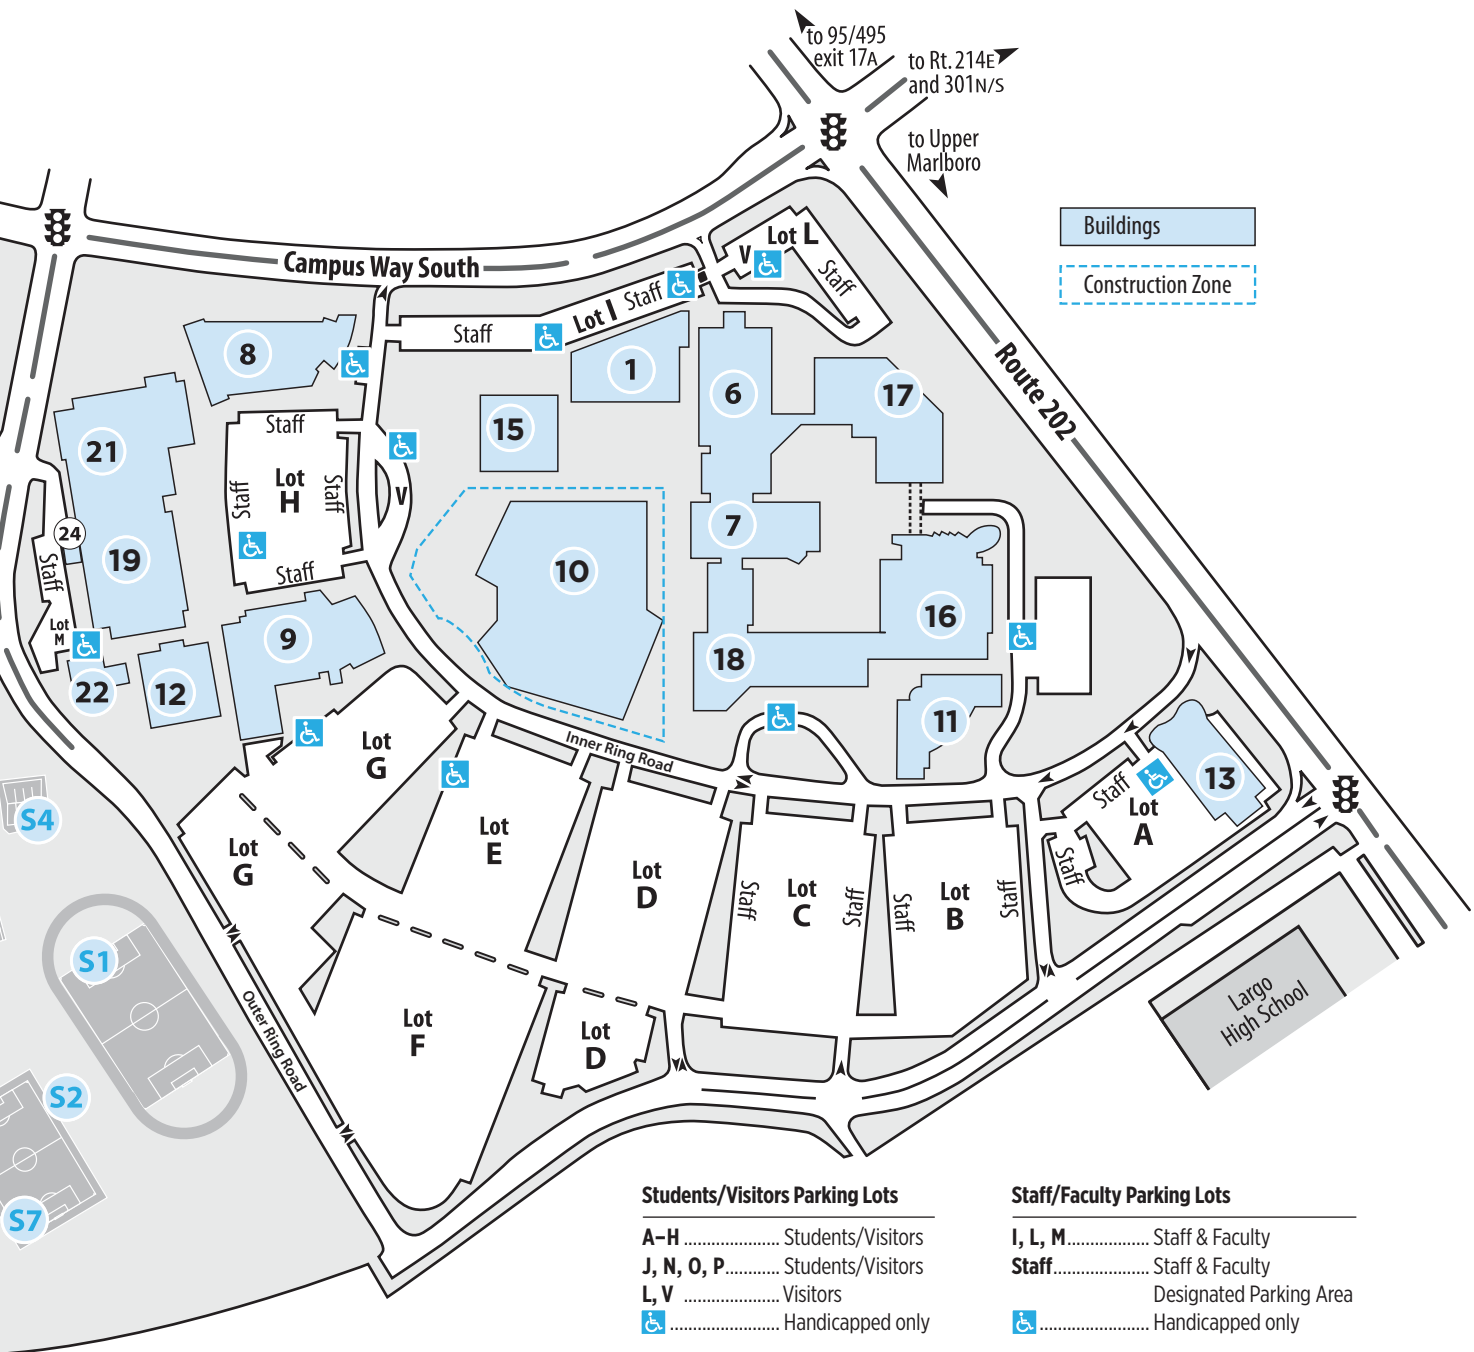 to 95/495
exit 17A
to Rt. 214E
and 301N/S
to Upper
Marlboro
Buildings
Construction Zone
Campus Way South
Route 202
Lot L
V
Staff
Lot I
Staff
Staff
8
1
6
17
15
21
Staff
Lot
H
Staff
Staff
Staff
V
24
19
Staff
Lot
M
7
10
16
9
18
22
12
11
13
Inner Ring Road
Lot
G
Staff
Lot
A
Staff
S4
Lot
G
Lot
E
Lot
D
Staff
Lot
C
Staff
Staff
Lot
B
Staff
S1
Outer Ring Road
Lot
F
Lot
D
Largo
High School
S2
S7
Students/Visitors Parking Lots
A–H ..................... Students/Visitors
J, N, O, P............ Students/Visitors
L, V ..................... Visitors
........................ Handicapped only
Staff/Faculty Parking Lots
I, L, M.................. Staff & Faculty
Staff..................... Staff & Faculty
Designated Parking Area
........................ Handicapped only